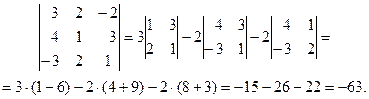 | 3 2 −2 |
| 4 1 3 | = 3 | 1 3 | − 2 | 4 3 | − 2 | 4 1 | =
| −3 2 1 | | 2 1 | | −3 1 | | −3 2 |
= 3·(1−6)−2·(4+9)−2·(8+3) = −15−26−22 = −63.